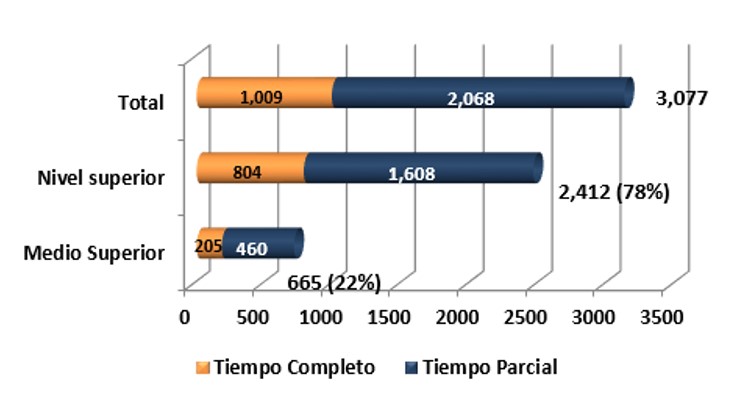 Total
1,009
2,068
3,077
Nivel superior
804
1,608
2,412 (78%)
Medio Superior
205
460
665 (22%)
0 500 1000 1500 2000 2500 3000 3500
Tiempo Completo Tiempo Parcial